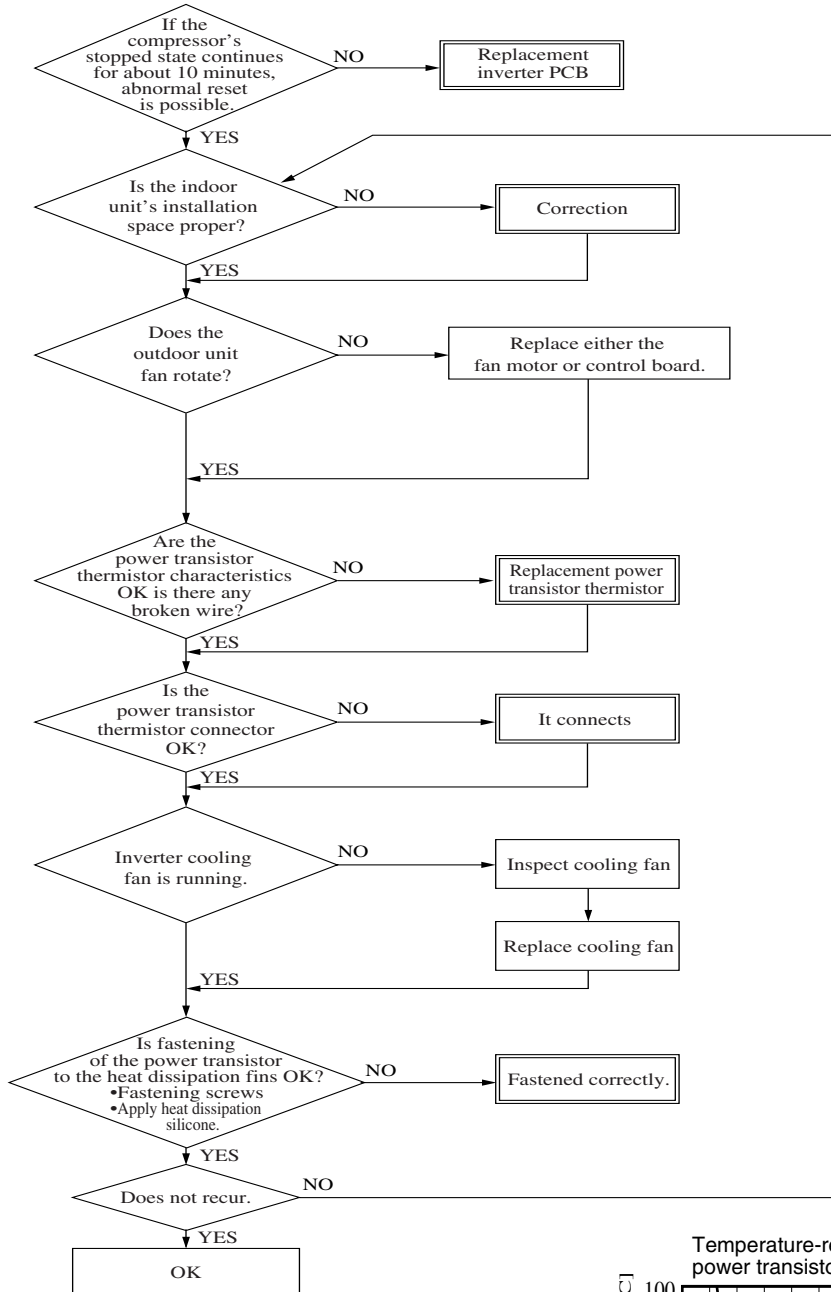 If the
compressor's
stopped state continues
for about 10 minutes,
abnormal reset
is possible.
NO
Replacement
inverter PCB
YES
Is the indoor
unit's installation
space proper?
NO
Correction
YES
Does the
outdoor unit
fan rotate?
NO
Replace either the
fan motor or control board.
YES
Are the
power transistor
thermistor characteristics
OK is there any
broken wire?
NO
Replacement power
transistor thermistor
YES
Is the
power transistor
thermistor connector
OK?
NO
It connects
YES
Inverter cooling
fan is running.
NO
Inspect cooling fan
Replace cooling fan
YES
Is fastening
of the power transistor
to the heat dissipation fins OK?
•Fastening screws
•Apply heat dissipation
silicone.
NO
Fastened correctly.
YES
Does not recur.
NO
YES
OK
Temperature-re
power transisto
100